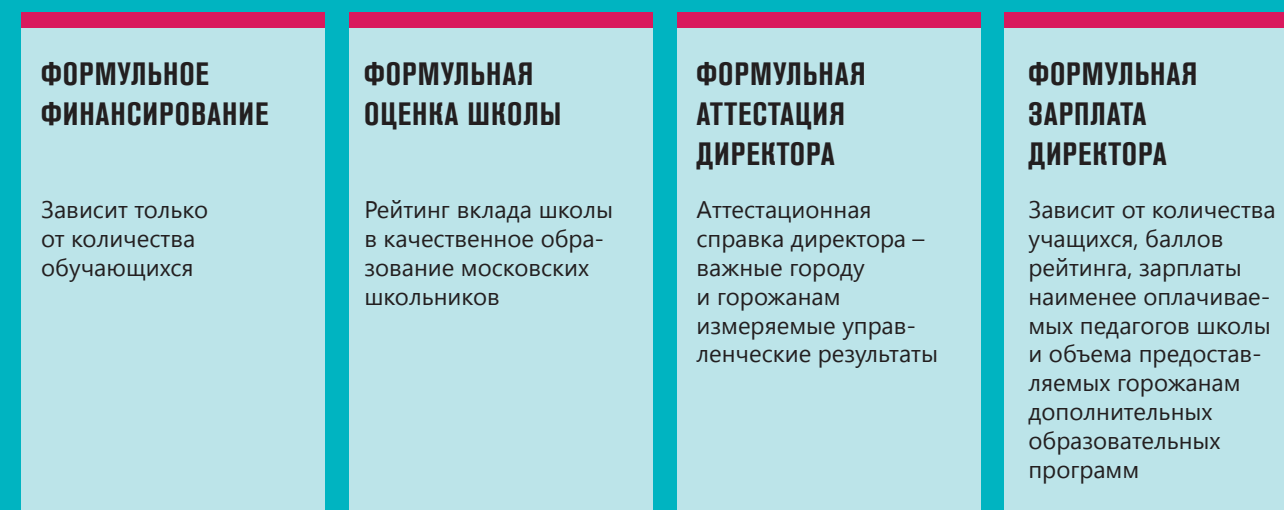 ФОРМУЛЬНОЕ
ФИНАНСИРОВАНИЕ
Зависит только
от количества
обучающихся
ФОРМУЛЬНАЯ
ОЦЕНКА ШКОЛЫ
Рейтинг вклада школы
в качественное обра-
зование московских
школьников
ФОРМУЛЬНАЯ
АТТЕСТАЦИЯ
ДИРЕКТОРА
Аттестационная
справка директора –
важные городу
и горожанам
измеряемые управ-
ленческие результаты
ФОРМУЛЬНАЯ
ЗАРПЛАТА
ДИРЕКТОРА
Зависит от количества
учащихся, баллов
рейтинга, зарплаты
наименее оплачивае-
мых педагогов школы
и объема предостав-
ляемых горожанам
дополнительных
образовательных
программ